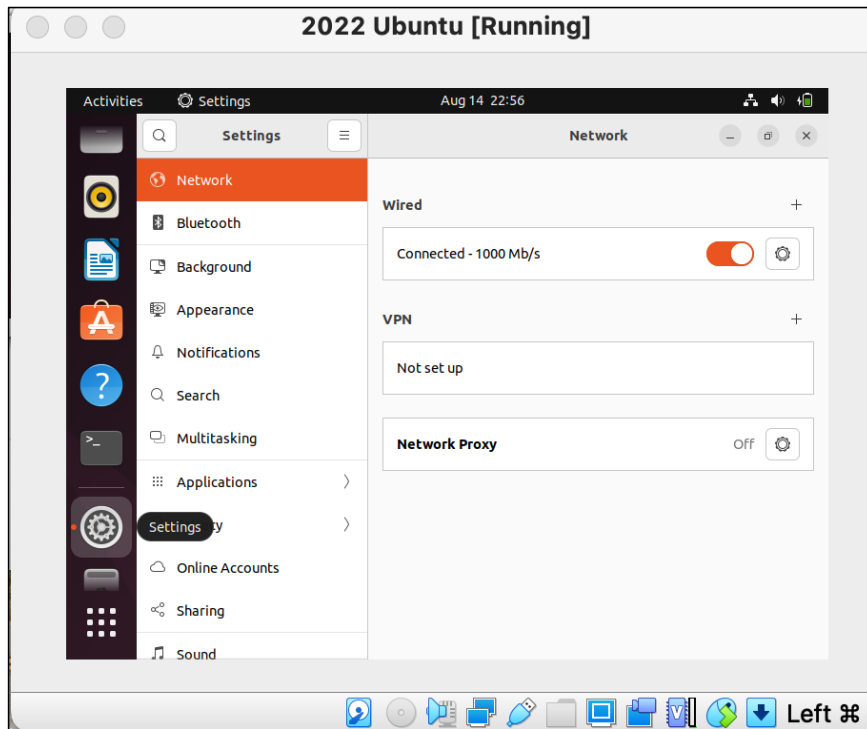 2022 Ubuntu [Running]
Activities Settings Aug 14 22:56
Settings
Network
Network
Bluetooth
Background
Appearance
Notifications
Search
Multitasking
Applications
Settings
Online Accounts
Sharing
Sound
Wired
Connected - 1000 Mb/s
VPN
Not set up
Network Proxy Off
Left ⌘